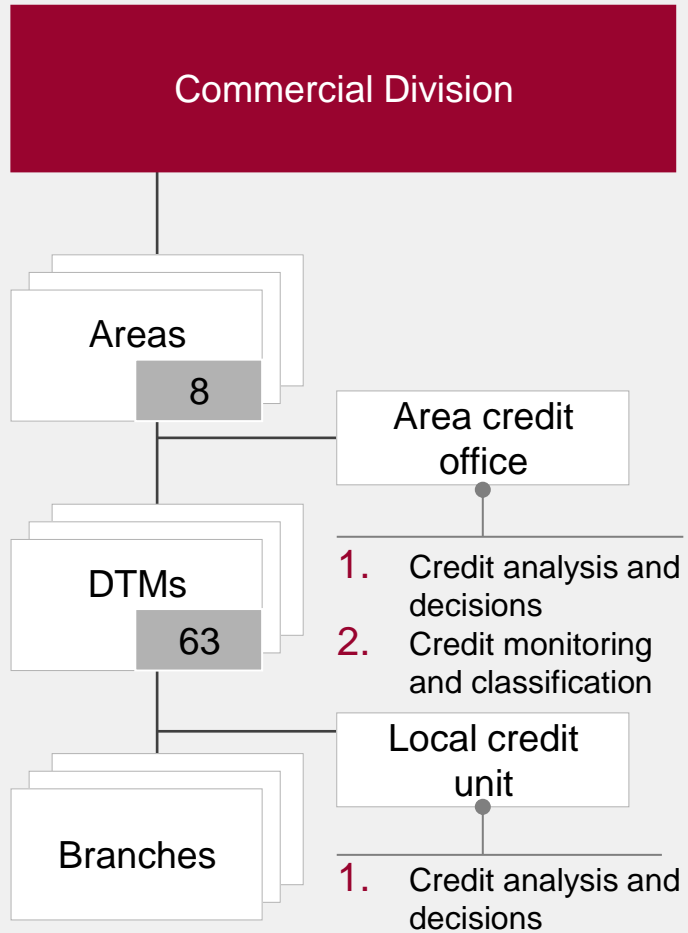 Commercial Division
Areas
8
Area credit
office
1. Credit analysis and
decisions
2. Credit monitoring
and classification
DTMs
63
Local credit
unit
1. Credit analysis and
decisions
Branches